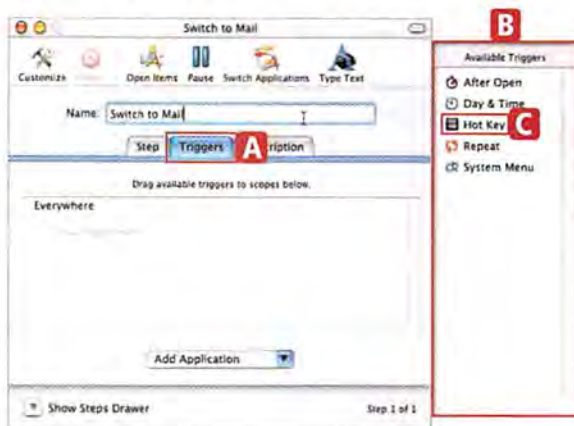 Switch to Mail
B
Customize Open Items Pause Switch Applications Type Text
Available Triggers
After Open
Day & Time
Hot Key C
Repeat
System Menu
Name: Switch to Mail
Step Triggers A ription
Drag available triggers to scopes below.
Everywhere
Add Application
Show Steps Drawer Step 1 of 1